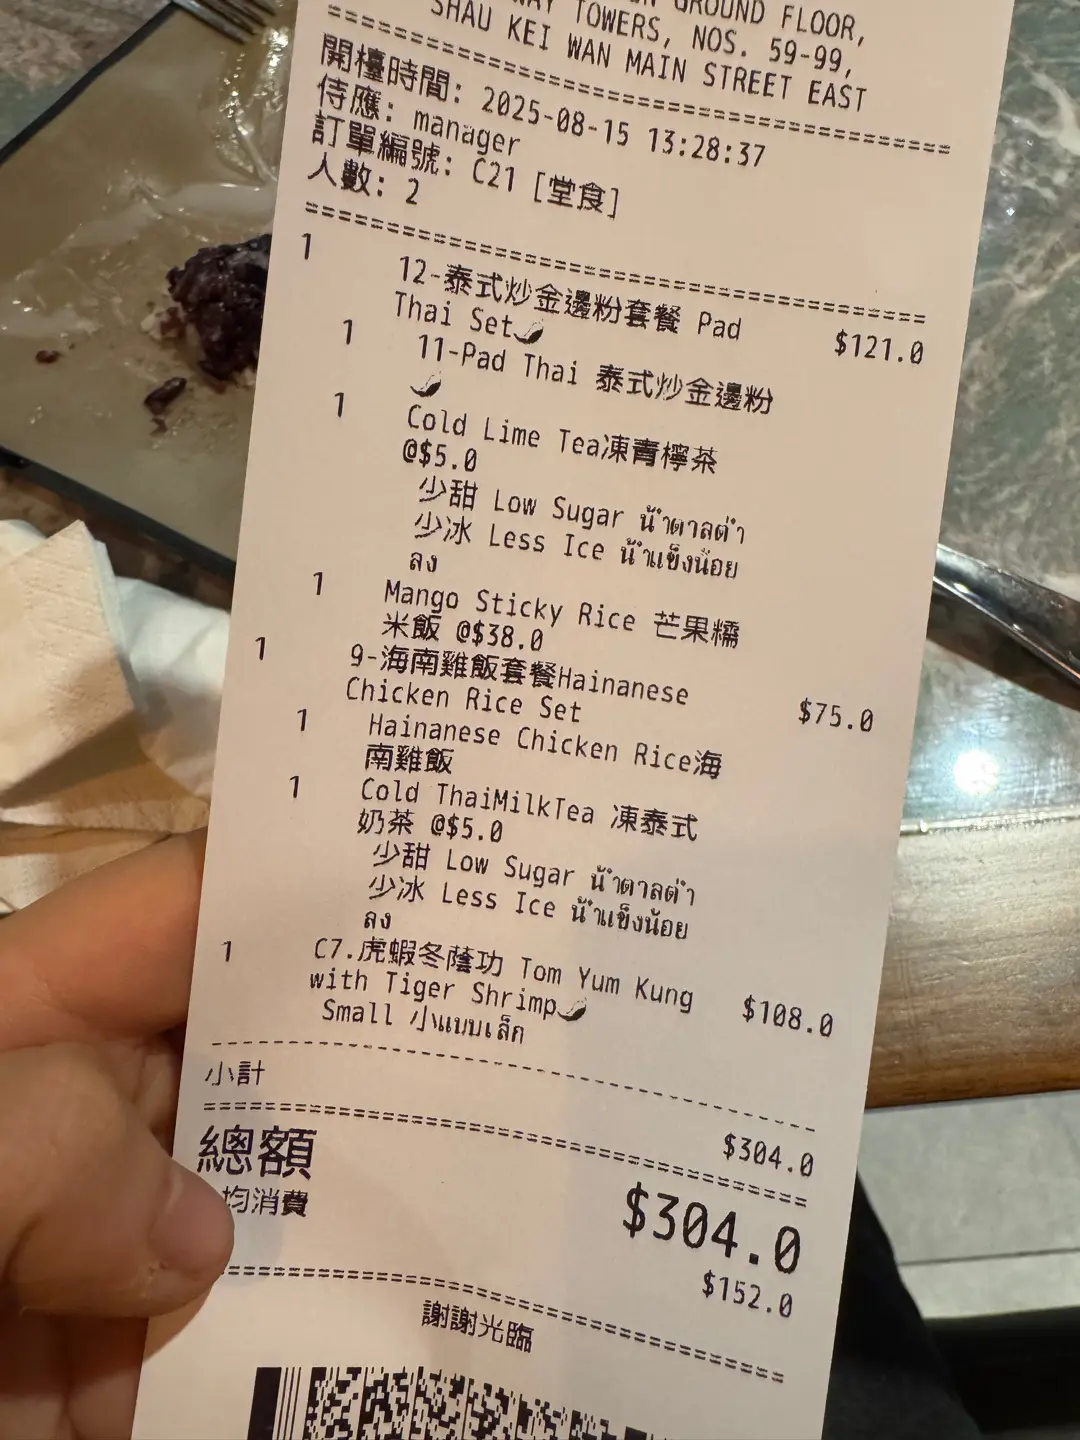 GROUND FLOOR,
TOWERS, NOS. 59-99,
SHAU KEI WAN MAIN STREET EAST
開檯時間: 2025-08-15 13:28:37
侍應: manager
訂單編號: C21 [堂食]
人數: 2
1 12-泰式炒金邊粉套餐 Pad
Thai Set🌶 $121.0
1 11-Pad Thai 泰式炒金邊粉
🌶
1 Cold Lime Tea凍青檸茶
@$5.0
少甜 Low Sugar น้ำตาลต่ำ
少冰 Less Ice น้ำแข็งน้อย
ลง
1 Mango Sticky Rice 芒果糯
米飯 @$38.0
1 9-海南雞飯套餐Hainanese
Chicken Rice Set $75.0
1 Hainanese Chicken Rice海
南雞飯
1 Cold ThaiMilkTea 凍泰式
奶茶 @$5.0
少甜 Low Sugar น้ำตาลต่ำ
少冰 Less Ice น้ำแข็งน้อย
ลง
1 C7.虎蝦冬蔭功 Tom Yum Kung
with Tiger Shrimp🌶 $108.0
Small 小แบบเล็ก
小計 $304.0
總額 $304.0
均消費 $152.0
謝謝光臨